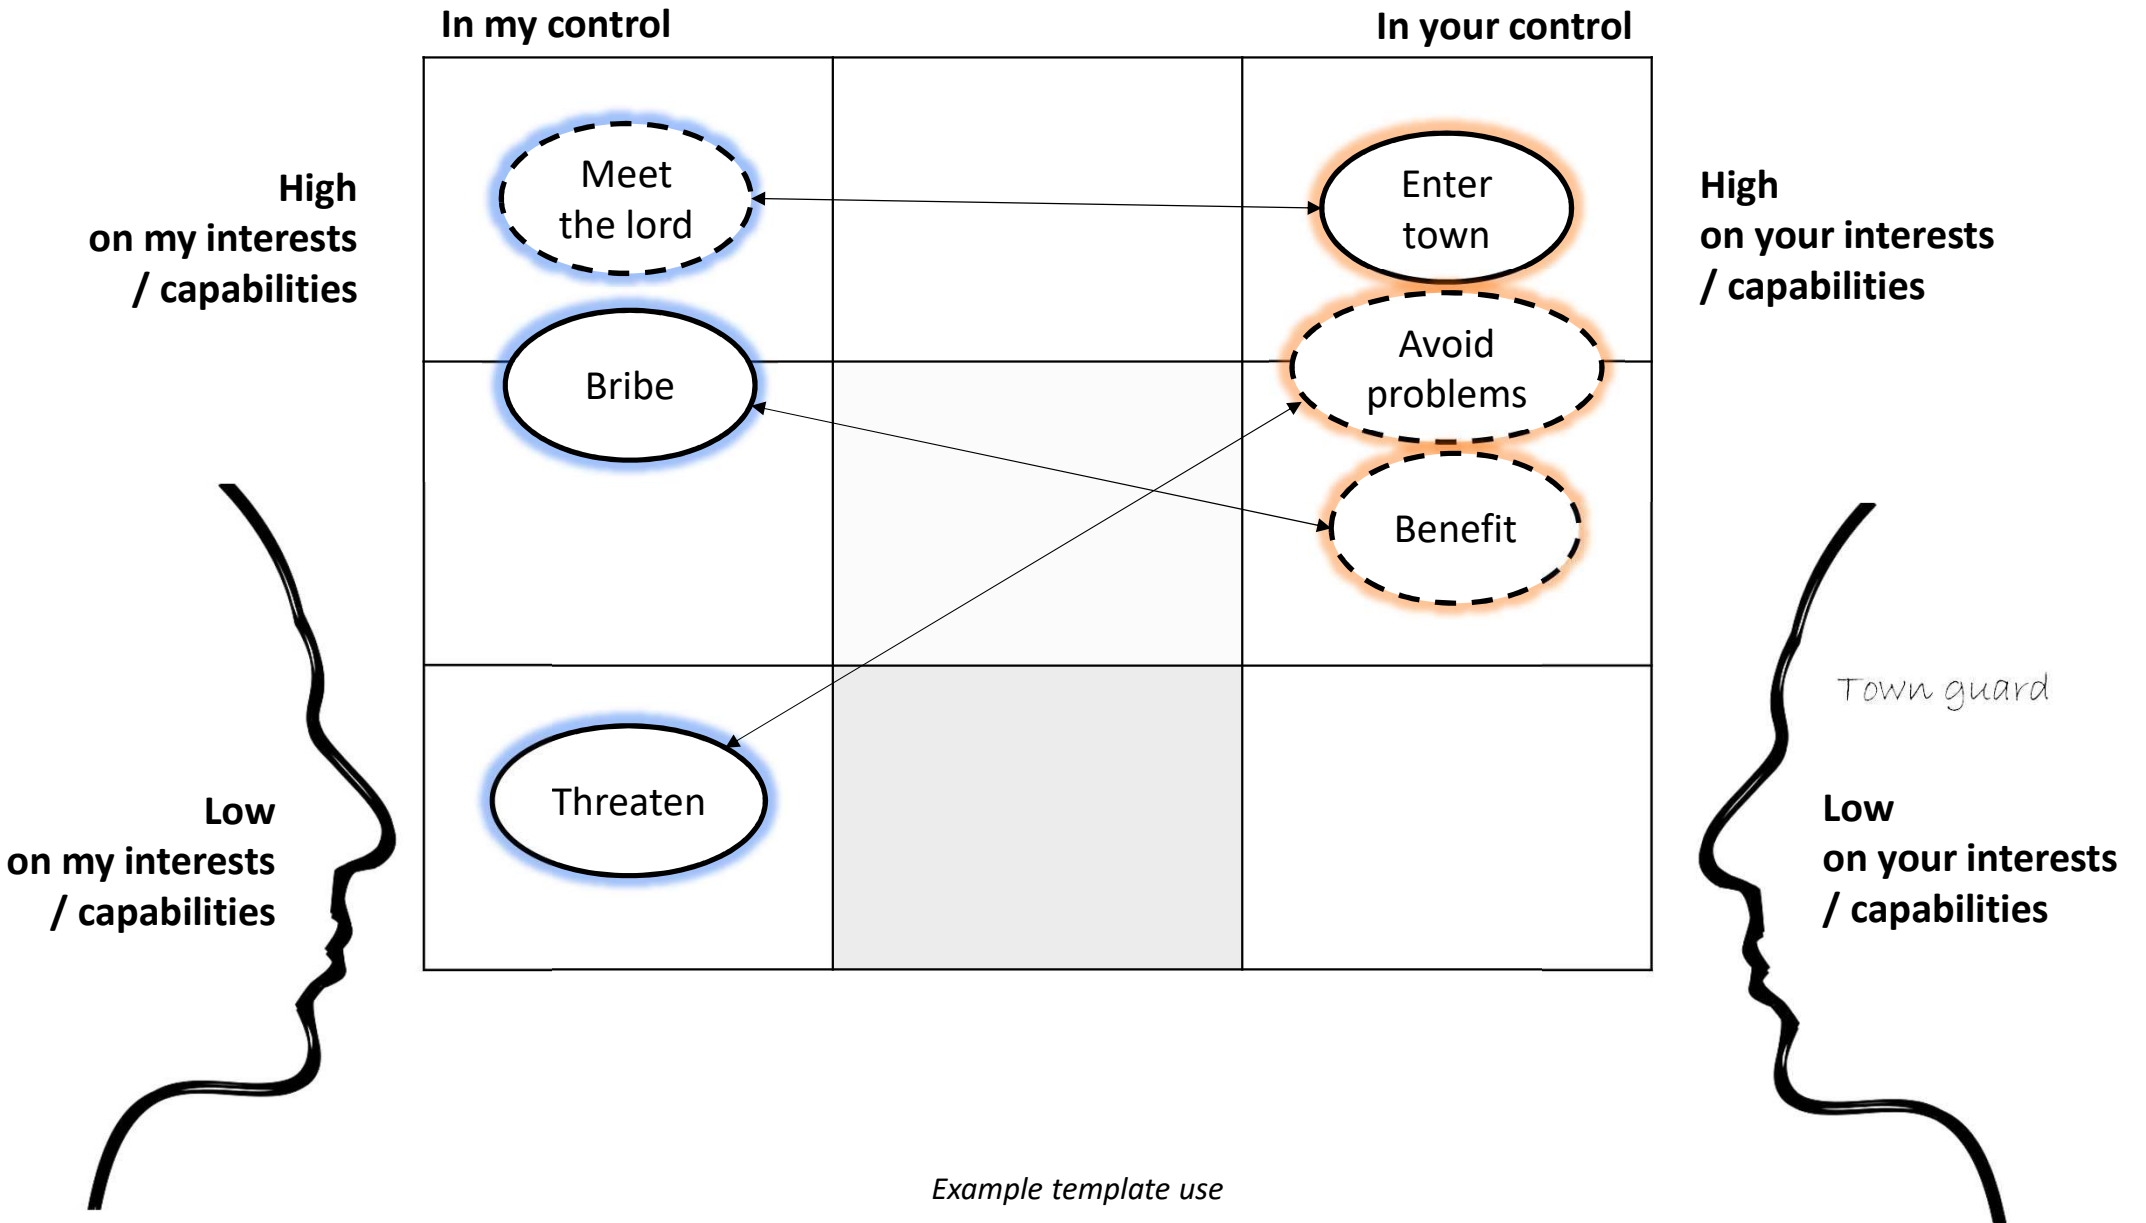 In my control
In your control
High
on my interests
/ capabilities
Meet
the lord
Enter
town
High
on your interests
/ capabilities
Bribe
Avoid
problems
Benefit
Town guard
Threaten
Low
on my interests
/ capabilities
Low
on your interests
/ capabilities
Example template use